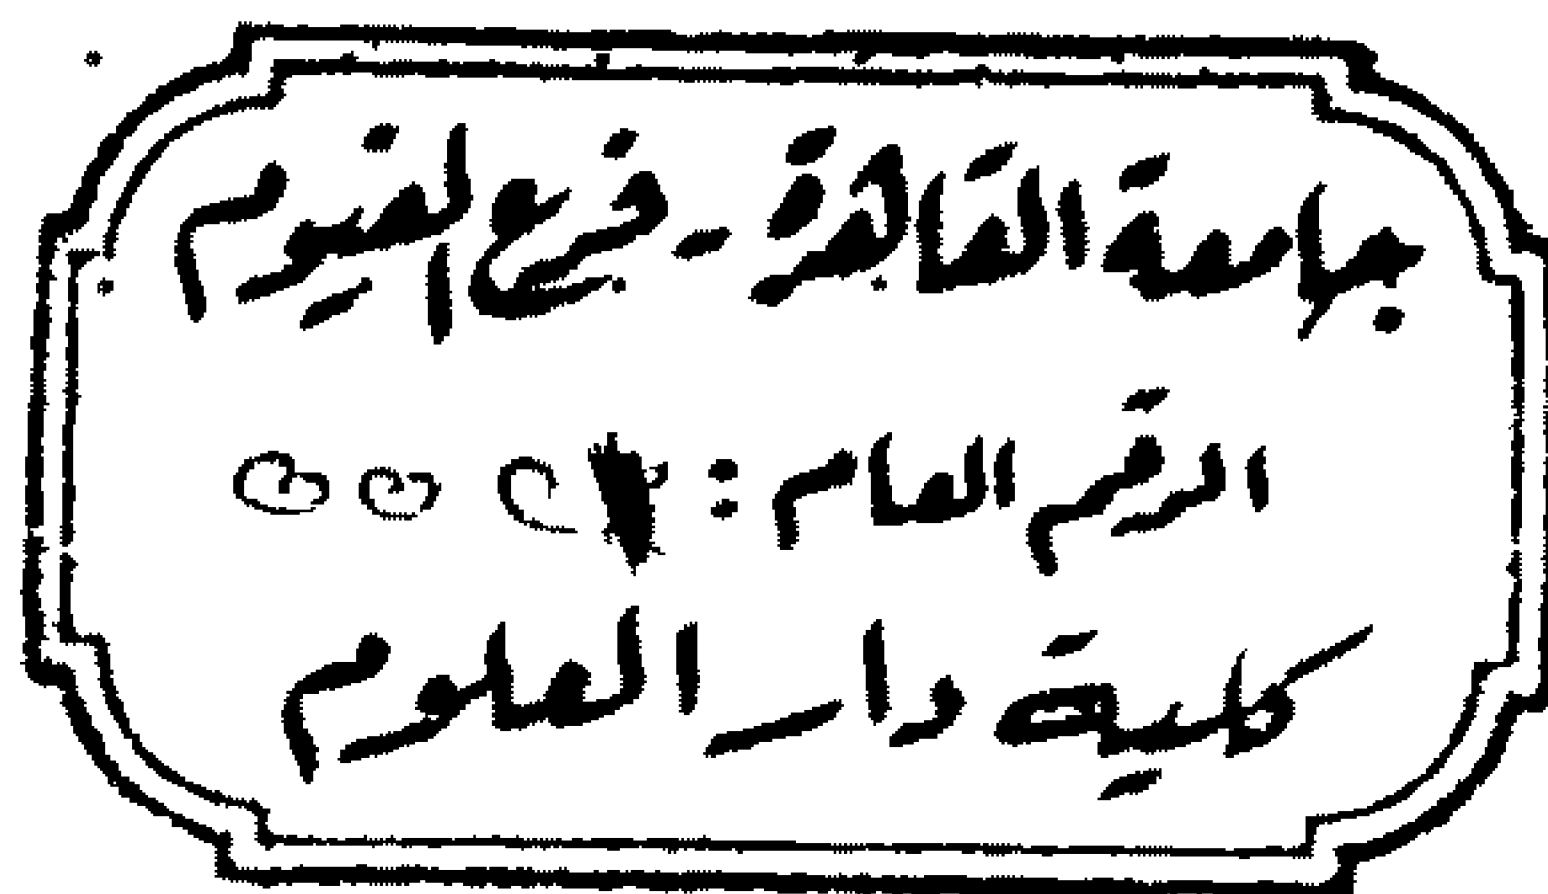 جامعة القاهرة - فرع الفيوم
الرقم العام :
كلية دار العلوم